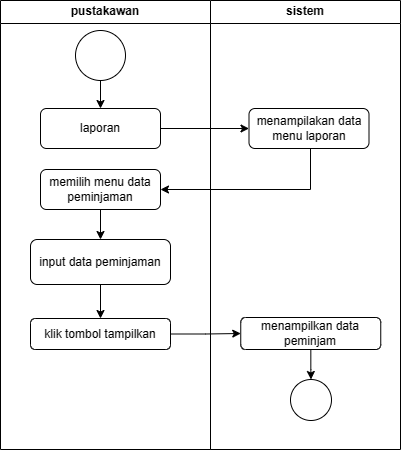 pustakawan
sistem
laporan
menampilakan data
menu laporan
memilih menu data
peminjaman
input data peminjaman
klik tombol tampilkan
menampilkan data
peminjam